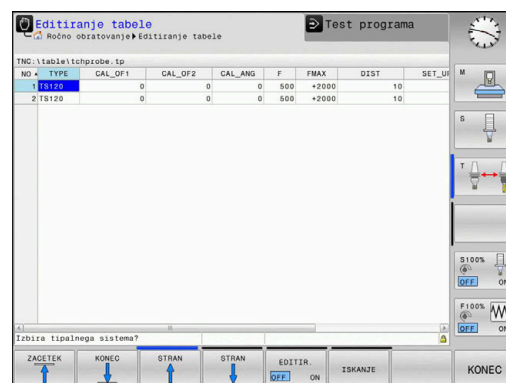 Editiranje tabele
Test programa
Ročno obratovanje Editiranje tabele
TNC:\table\tchprobe.tp
NO TYPE CAL_OF1 CAL_OF2 CAL_ANG F FMAX DIST SET_UP
1 TS120 0 0 0 500 +2000 10
2 TS120 0 0 0 500 +2000 10
M
S
T
S100%
OFF ON
F100%
OFF ON
Izbira tipalnega sistema?
ZACETEK KONEC STRAN STRAN EDITIR. ISKANJE KONEC
OFF ON